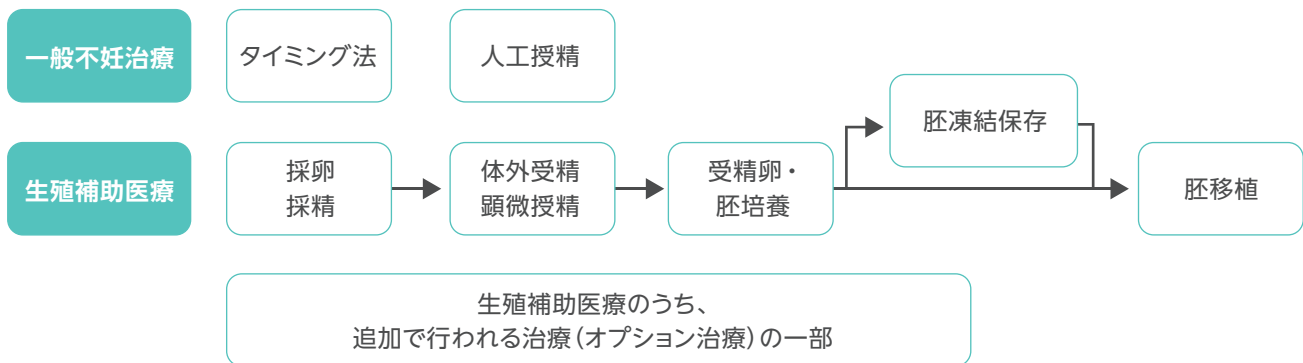 一般不妊治療
タイミング法
人工授精
胚凍結保存
生殖補助医療
採卵
採精
体外受精
顕微授精
受精卵・
胚培養
胚移植
生殖補助医療のうち、
追加で行われる治療(オプション治療)の一部